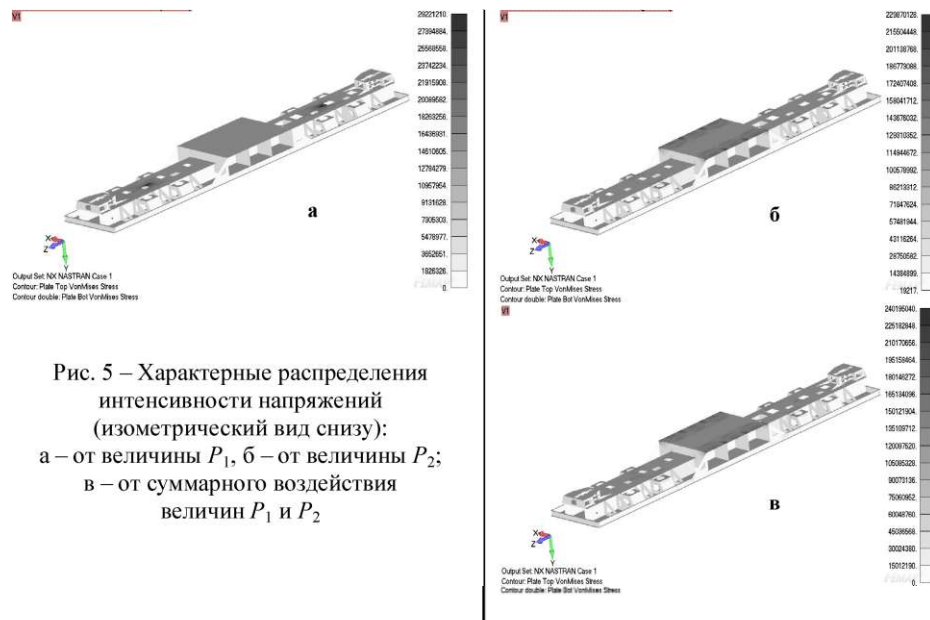 V1
29221210.
27394884.
25568558.
23742234.
21915908.
20089582.
18263256.
16436931.
14610605.
12784279.
10957954.
9131628.
7305303.
5478977.
3652651.
1826326.
0.
а
X
Z
Y
Output Set: NX NASTRAN Case 1
Contour: Plate Top VonMises Stress
Contour double: Plate Bot VonMises Stress
Рис. 5 – Характерные распределения
интенсивности напряжений
(изометрический вид снизу):
а – от величины P1, б – от величины P2;
в – от суммарного воздействия
величин P1 и P2
V1
229870128.
215504448.
201138768.
186773088.
172407408.
158041712.
143676032.
129310352.
114944672.
100578992.
86213312.
71847624.
57481944.
43116264.
28750582.
14384899.
19217.
б
X
Z
Y
Output Set: NX NASTRAN Case 1
Contour: Plate Top VonMises Stress
Contour double: Plate Bot VonMises Stress
V1
240195040.
225182848.
210170656.
195158464.
180146272.
165134096.
150121904.
135109712.
120097520.
105085328.
90073136.
75060952.
60048760.
45036568.
30024380.
15012190.
0.
в
X
Z
Y
Output Set: NX NASTRAN Case 1
Contour: Plate Top VonMises Stress
Contour double: Plate Bot VonMises Stress